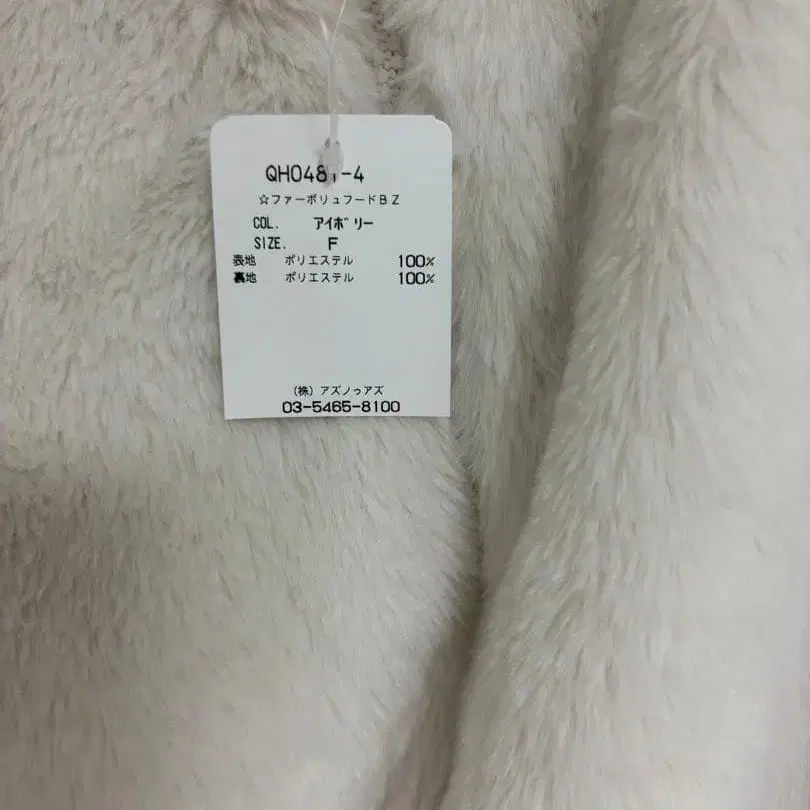 QH0481-4
☆ファーボリュフードBZ
COL. アイボリー
SIZE. F
表地 ポリエステル 100%
裏地 ポリエステル 100%
(株) アズノゥアズ
03-5465-8100